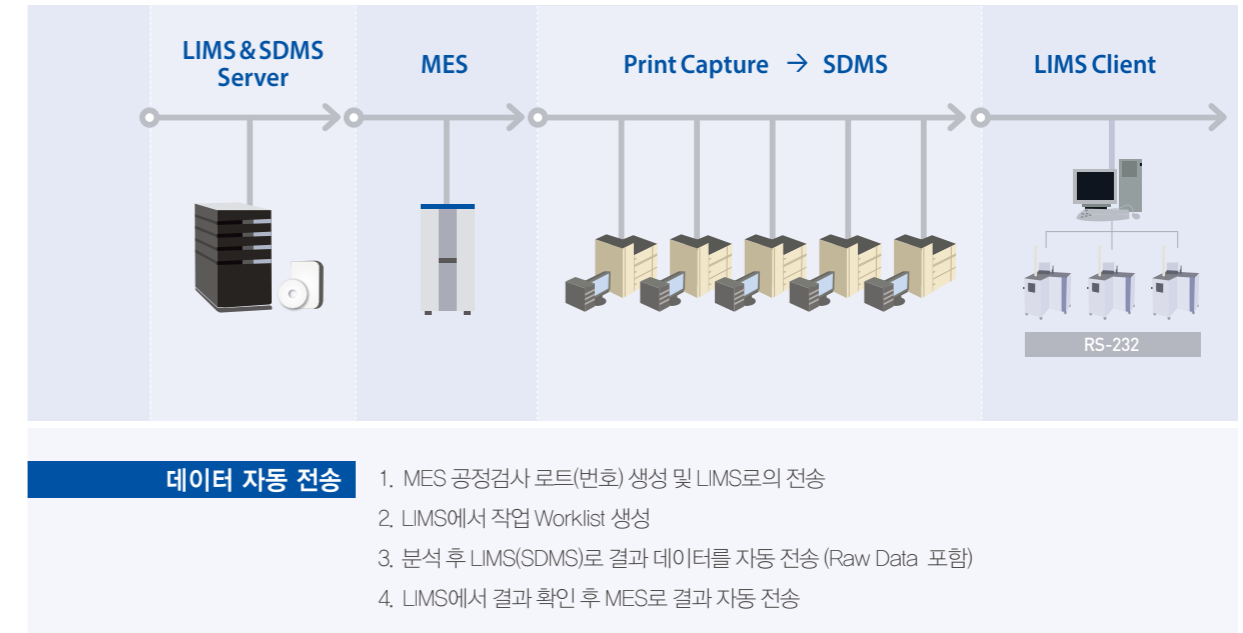 LIMS & SDMS
Server
MES
Print Capture → SDMS
LIMS Client
RS-232
데이터 자동 전송
1. MES 공정검사 로트(번호) 생성 및 LIMS로의 전송
2. LIMS에서 작업 Worklist 생성
3. 분석 후 LIMS(SDMS)로 결과 데이터를 자동 전송 (Raw Data 포함)
4. LIMS에서 결과 확인 후 MES로 결과 자동 전송